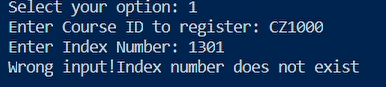 Select your option: 1
Enter Course ID to register: CZ1000
Enter Index Number: 1301
Wrong input!Index number does not exist